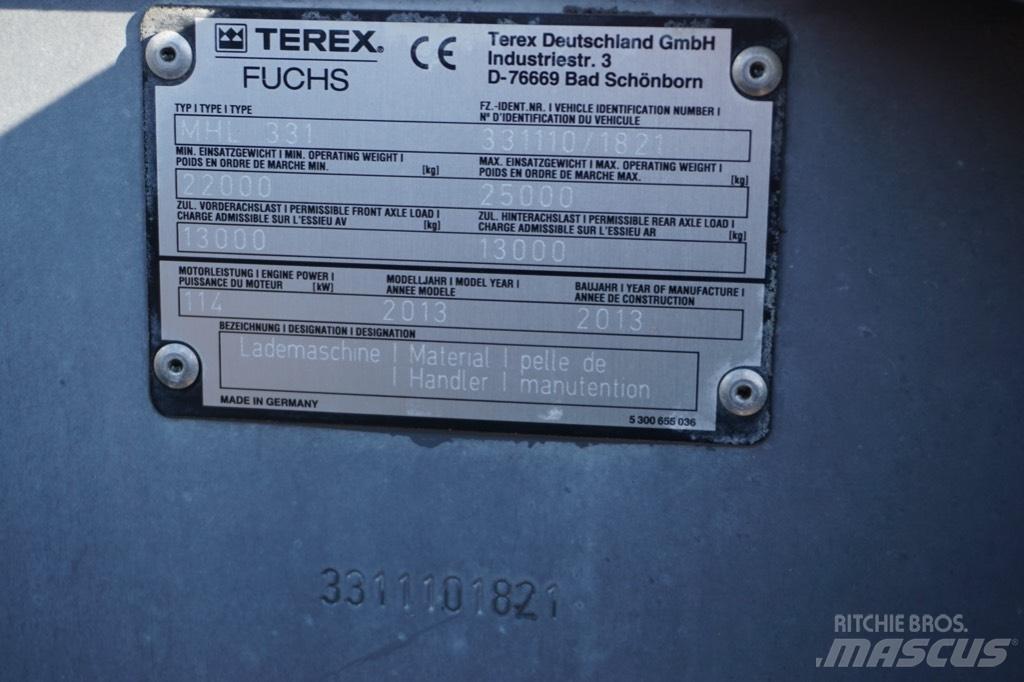 TEREX®
FUCHS
CE
Terex Deutschland GmbH
Industriestr. 3
D-76669 Bad Schönborn
TYP I TYPE I TYPE
FZ.-IDENT.NR. I VEHICLE IDENTIFICATION NUMBER I
N° D'IDENTIFICATION DU VEHICULE
MHL 331
331110/1821
MIN. EINSATZGEWICHT I MIN. OPERATING WEIGHT I
POIDS EN ORDRE DE MARCHE MIN. [kg]
MAX. EINSATZGEWICHT I MAX. OPERATING WEIGHT I
POIDS EN ORDRE DE MARCHE MAX. [kg]
22000
25000
ZUL. VORDERACHSLAST I PERMISSIBLE FRONT AXLE LOAD I
CHARGE ADMISSIBLE SUR L'ESSIEU AV [kg]
ZUL. HINTERACHSLAST I PERMISSIBLE REAR AXLE LOAD I
CHARGE ADMISSIBLE SUR L'ESSIEU AR [kg]
13000
13000
MOTORLEISTUNG I ENGINE POWER I
PUISSANCE DU MOTEUR [kW]
MODELLJAHR I MODEL YEAR I
ANNEE MODELE
BAUJAHR I YEAR OF MANUFACTURE I
ANNEE DE CONSTRUCTION
114
2013
2013
BEZEICHNUNG I DESIGNATION I DESIGNATION
Lademaschine | Material | pelle de
| Handler | manutention
MADE IN GERMANY
5 300 655 036
3311101821
RITCHIE BROS.
MASCUS